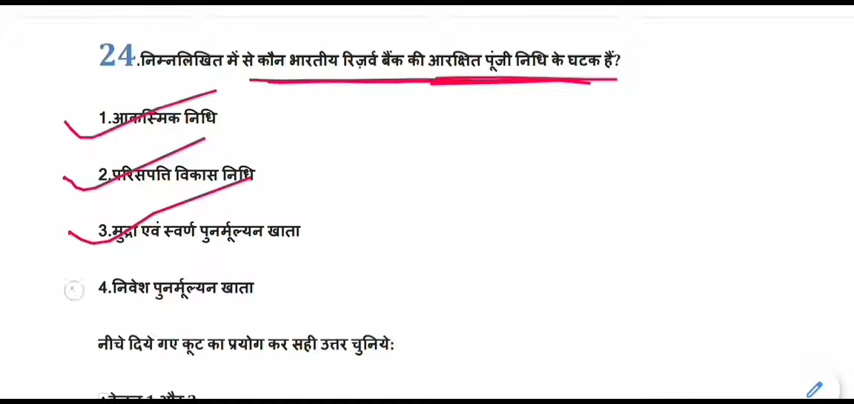 24.निम्नलिखित में से कौन भारतीय रिज़र्व बैंक की आरक्षित पूंजी निधि के घटक हैं?
1.आकस्मिक निधि
2.परिसंपत्ति विकास निधि
3.मुद्रा एवं स्वर्ण पुनर्मूल्यन खाता
4.निवेश पुनर्मूल्यन खाता
नीचे दिये गए कूट का प्रयोग कर सही उत्तर चुनिये: